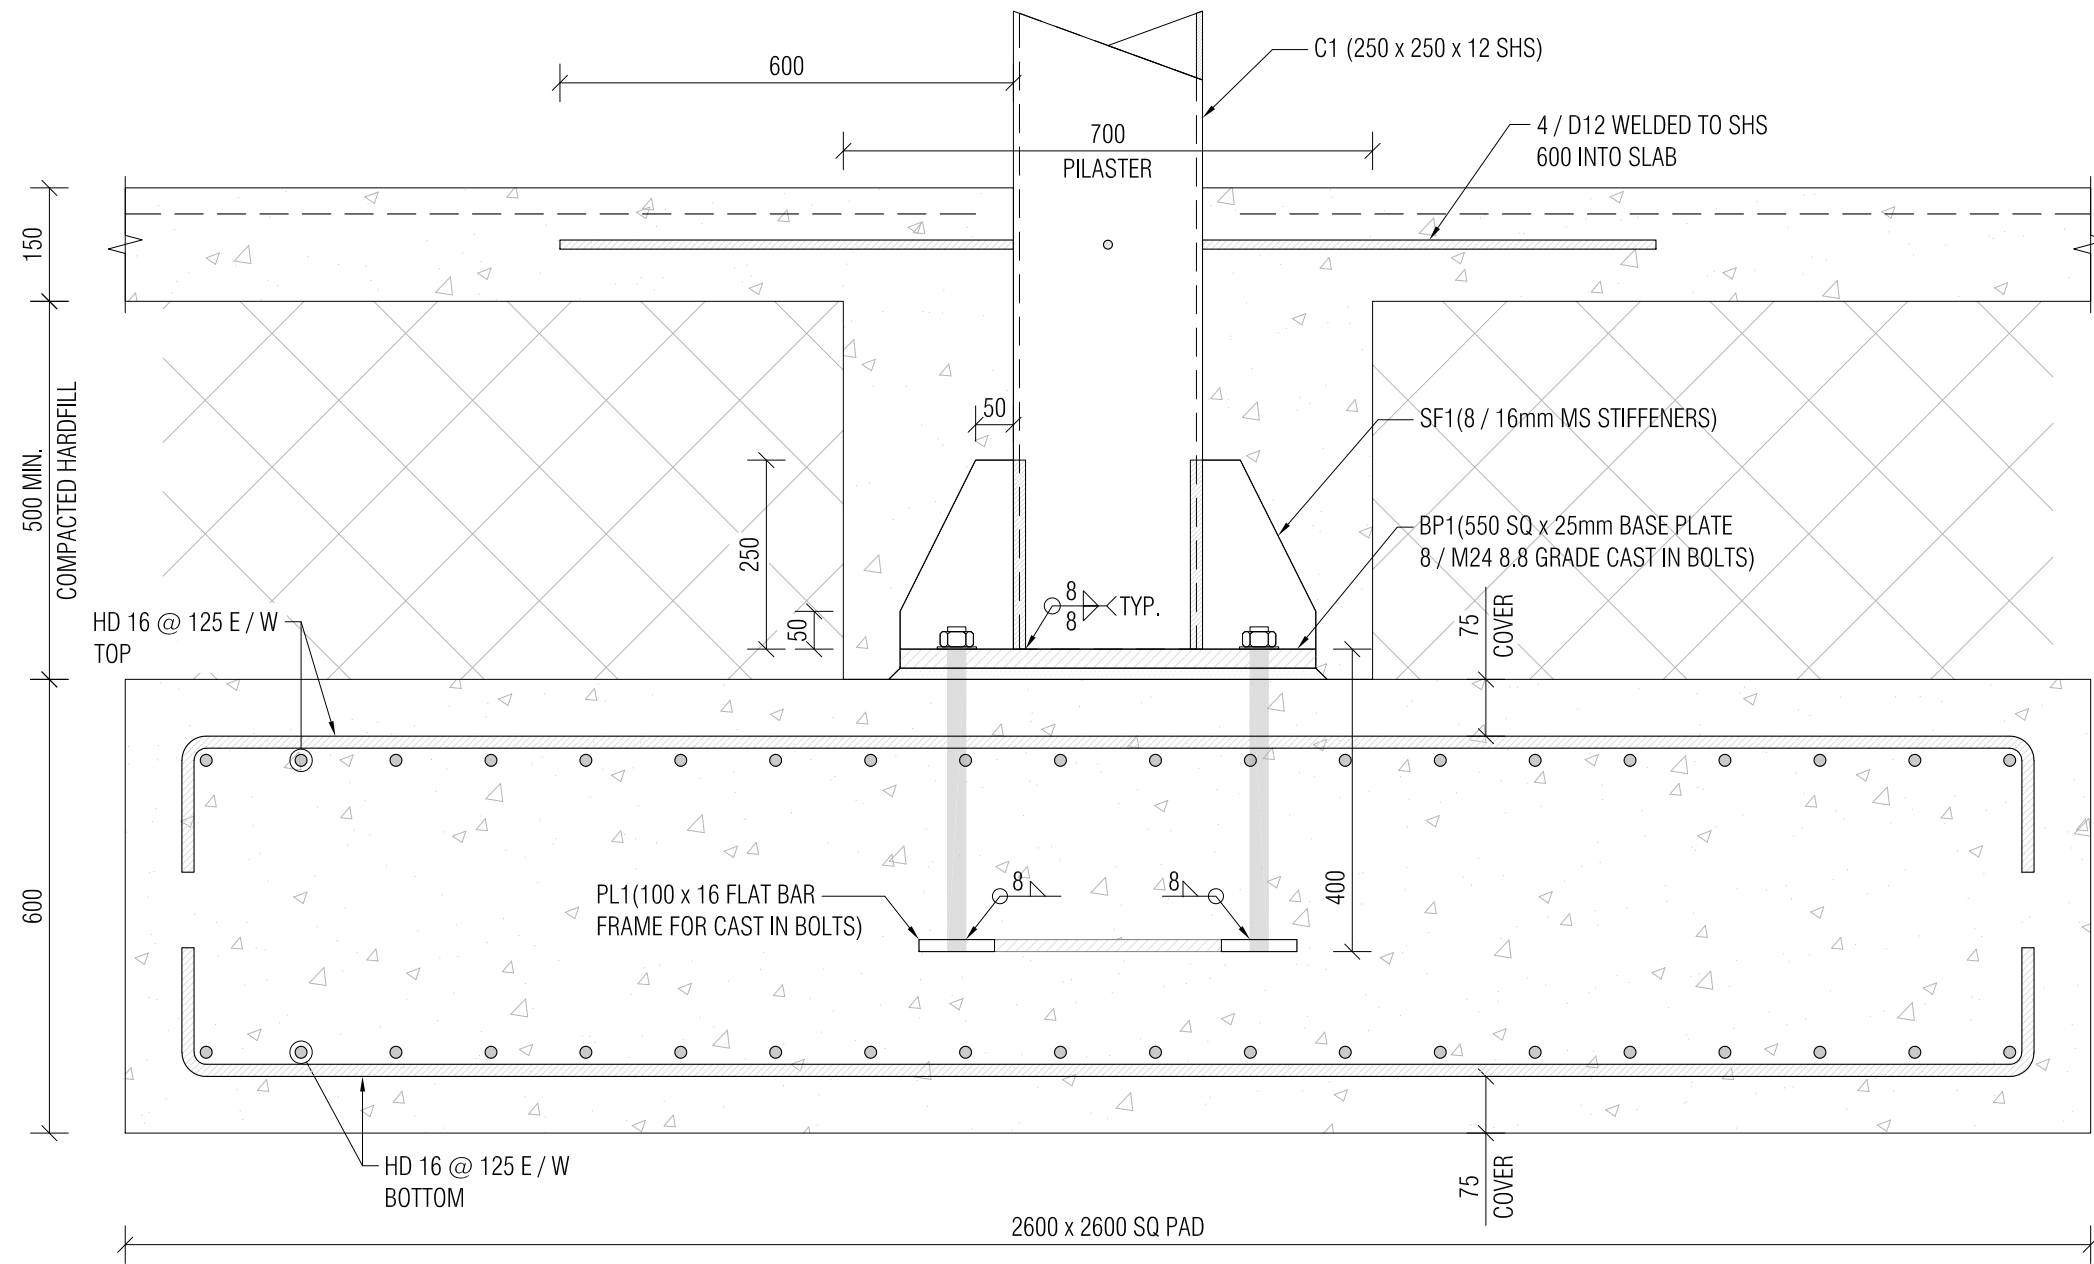 C1 (250 x 250 x 12 SHS)
600
4 / D12 WELDED TO SHS
600 INTO SLAB
700
PILASTER
150
50
SF1(8 / 16mm MS STIFFENERS)
500 MIN.
COMPACTED HARDFILL
250
BP1(550 SQ x 25mm BASE PLATE
8 / M24 8.8 GRADE CAST IN BOLTS)
8
8
TYP.
50
75
COVER
HD 16 @ 125 E / W
TOP
600
PL1(100 x 16 FLAT BAR
FRAME FOR CAST IN BOLTS)
8
8
400
HD 16 @ 125 E / W
BOTTOM
75
COVER
2600 x 2600 SQ PAD